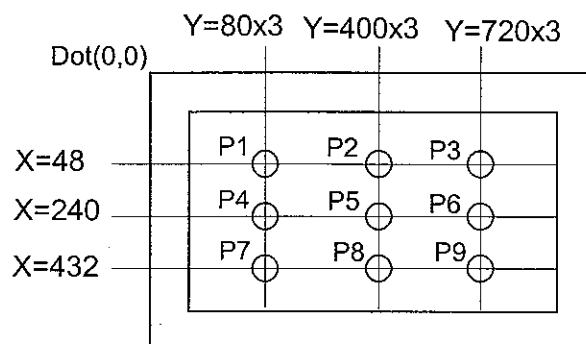 Y=80x3 Y=400x3 Y=720x3
Dot(0,0)
X=48 P1 P2 P3
X=240 P4 P5 P6
X=432 P7 P8 P9